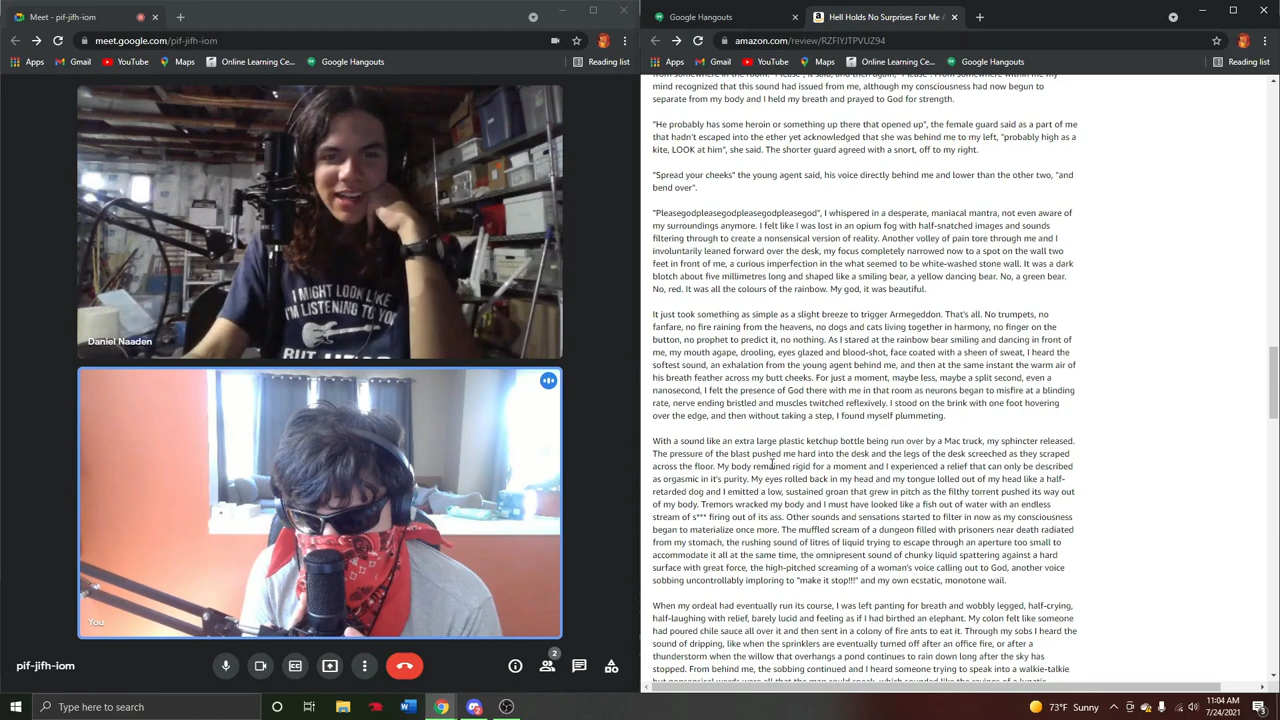 Meet - pif-jifh-iom
Google Hangouts
Hell Holds No Surprises For Me
meet.google.com/pif-jifh-iom
amazon.com/review/RZFIYJTPVUZ94
Apps Gmail YouTube Maps Online Learning Ce... Google Hangouts Reading list
Apps Gmail YouTube Maps Online Learning Ce... Google Hangouts Reading list
mind recognized that this sound had issued from me, although my consciousness had now begun to
separate from my body and I held my breath and prayed to God for strength.
"He probably has some heroin or something up there that opened up", the female guard said as a part of me
that hadn't escaped into the ether yet acknowledged that she was behind me to my left, "probably high as a
kite, LOOK at him", she said. The shorter guard agreed with a snort, off to my right.
"Spread your cheeks" the young agent said, his voice directly behind me and lower than the other two, "and
bend over".
"Pleasegodpleasegodpleasegodpleasegod", I whispered in a desperate, maniacal mantra, not even aware of
my surroundings anymore. I felt like I was lost in an opium fog with half-snatched images and sounds
filtering through to create a nonsensical version of reality. Another volley of pain tore through me and I
involuntarily leaned forward over the desk, my focus completely narrowed now to a spot on the wall two
feet in front of me, a curious imperfection in the what seemed to be white-washed stone wall. It was a dark
blotch about five millimetres long and shaped like a smiling bear, a yellow dancing bear. No, a green bear.
No, red. It was all the colours of the rainbow. My god, it was beautiful.
It just took something as simple as a slight breeze to trigger Armegeddon. That's all. No trumpets, no
fanfare, no fire raining from the heavens, no dogs and cats living together in harmony, no finger on the
button, no prophet to predict it, no nothing. As I stared at the rainbow bear smiling and dancing in front of
me, my mouth agape, drooling, eyes glazed and blood-shot, face coated with a sheen of sweat, I heard the
softest sound, an exhalation from the young agent behind me, and then at the same instant the warm air of
his breath feather across my butt cheeks. For just a moment, maybe less, maybe a split second, even a
nanosecond, I felt the presence of God there with me in that room as neurons began to misfire at a blinding
rate, nerve ending bristled and muscles twitched reflexively. I stood on the brink with one foot hovering
over the edge, and then without taking a step, I found myself plummeting.
With a sound like an extra large plastic ketchup bottle being run over by a Mac truck, my sphincter released.
The pressure of the blast pushed me hard into the desk and the legs of the desk screeched as they scraped
across the floor. My body remained rigid for a moment and I experienced a relief that can only be described
as orgasmic in it's purity. My eyes rolled back in my head and my tongue lolled out of my head like a half-
retarded dog and I emitted a low, sustained groan that grew in pitch as the filthy torrent pushed its way out
of my body. Tremors wracked my body and I must have looked like a fish out of water with an endless
stream of s*** firing out of its ass. Other sounds and sensations started to filter in now as my consciousness
began to materialize once more. The muffled scream of a dungeon filled with prisoners near death radiated
from my stomach, the rushing sound of litres of liquid trying to escape through an aperture too small to
accommodate it all at the same time, the omnipresent sound of chunky liquid spattering against a hard
surface with great force, the high-pitched screaming of a woman's voice calling out to God, another voice
sobbing uncontrollably imploring to "make it stop!!!" and my own ecstatic, monotone wail.
When my ordeal had eventually run its course, I was left panting for breath and wobbly legged, half-crying,
half-laughing with relief, barely lucid and feeling as if I had birthed an elephant. My colon felt like someone
had poured chile sauce all over it and then sent in a colony of fire ants to eat it. Through my sobs I heard the
sound of dripping, like when the sprinklers are eventually turned off after an office fire, or after a
thunderstorm when the willow that overhangs a pond continues to rain down long after the sky has
stopped. From behind me, the sobbing continued and I heard someone trying to speak into a walkie-talkie
I MIGHT LOOK LIKE
I'M LISTENING TO YOU
BUT
Daniel Naaden
You
2
pif-jifh-iom
Type here to search
73°F Sunny
11:04 AM
7/24/2021